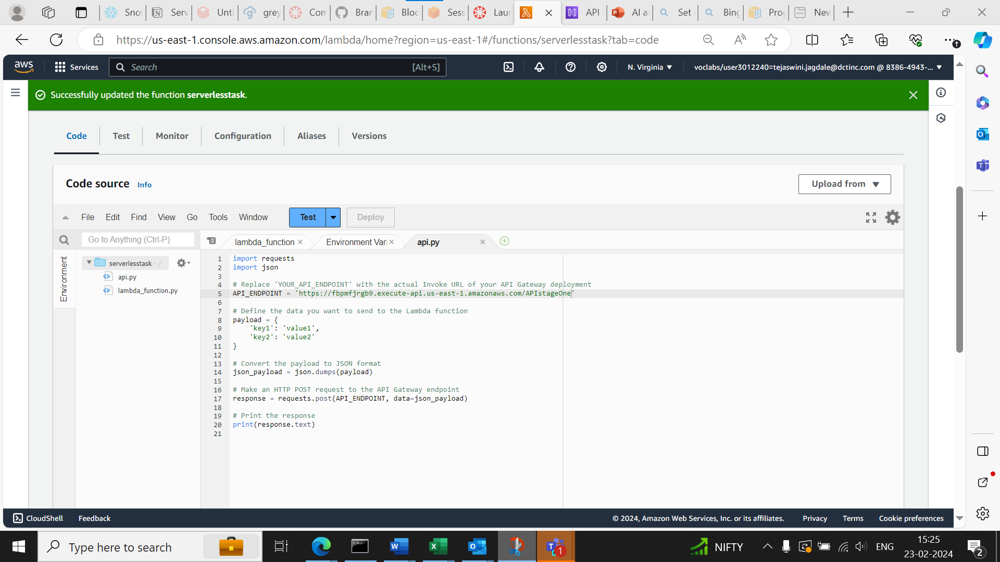 Snov
Serv
Unti
grey
Com
Bran
Bloc
Sess
Laun
API
AI a
Set
Bing
Prog
New
https://us-east-1.console.aws.amazon.com/lambda/home?region=us-east-1#/functions/serverlesstask?tab=code
aws
Services
Search
[Alt+S]
N. Virginia
voclabs/user3012240=tejaswini.jagdale@dctinc.com @ 8386-4943-...
Successfully updated the function serverlesstask.
Code
Test
Monitor
Configuration
Aliases
Versions
Code source
Info
Upload from
File
Edit
Find
View
Go
Tools
Window
Test
Deploy
Go to Anything (Ctrl-P)
lambda_function
Environment Vari
api.py
Environment
serverlesstask - /
api.py
lambda_function.py
1 import requests
2 import json
3
4 # Replace 'YOUR_API_ENDPOINT' with the actual Invoke URL of your API Gateway deployment
5 API_ENDPOINT = 'https://fbpmfjrgb9.execute-api.us-east-1.amazonaws.com/APIstageOne'
6
7 # Define the data you want to send to the Lambda function
8 payload = {
9 'key1': 'value1',
10 'key2': 'value2'
11 }
12
13 # Convert the payload to JSON format
14 json_payload = json.dumps(payload)
15
16 # Make an HTTP POST request to the API Gateway endpoint
17 response = requests.post(API_ENDPOINT, data=json_payload)
18
19 # Print the response
20 print(response.text)
21
CloudShell
Feedback
© 2024, Amazon Web Services, Inc. or its affiliates.
Privacy
Terms
Cookie preferences
Type here to search
NIFTY
ENG
15:25
23-02-2024
1
2